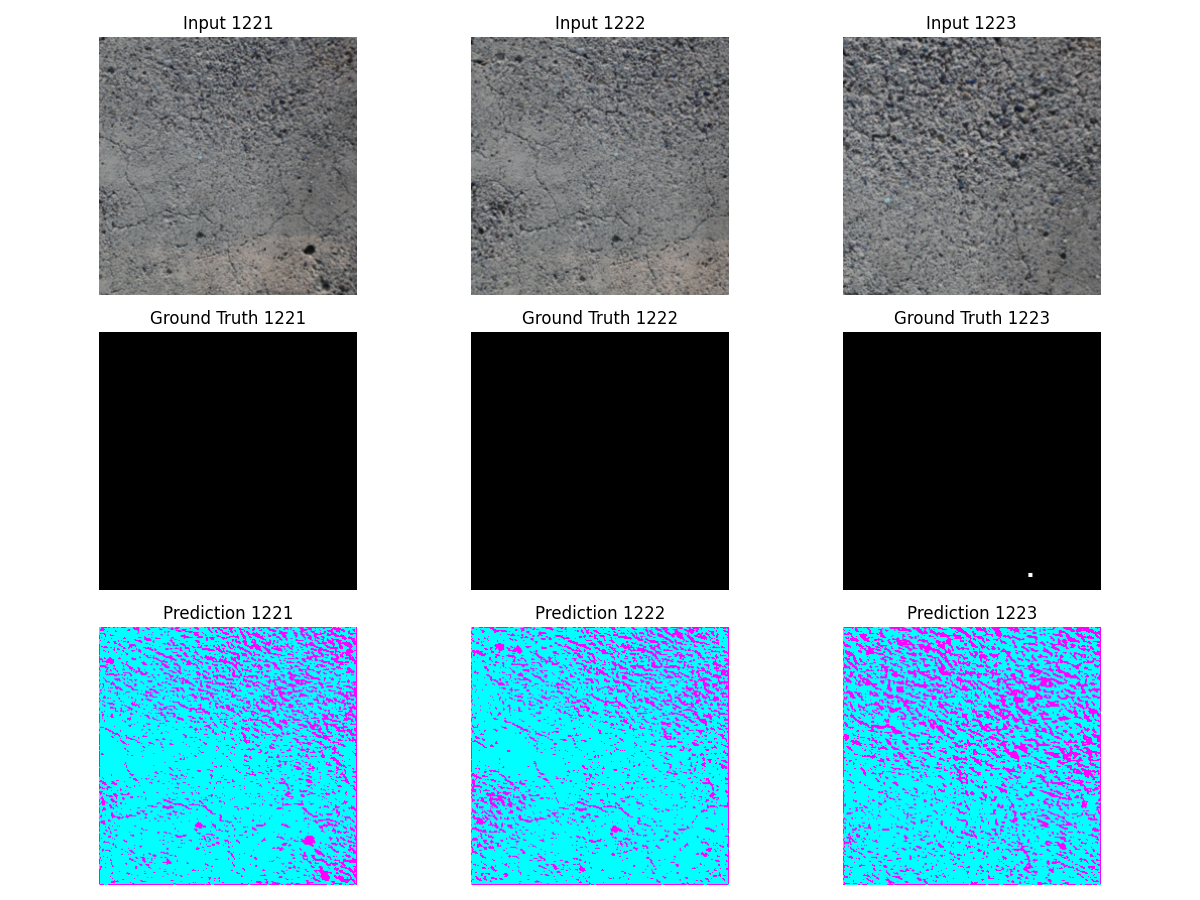 Input 1221
Input 1222
Input 1223
Ground Truth 1221
Ground Truth 1222
Ground Truth 1223
Prediction 1221
Prediction 1222
Prediction 1223